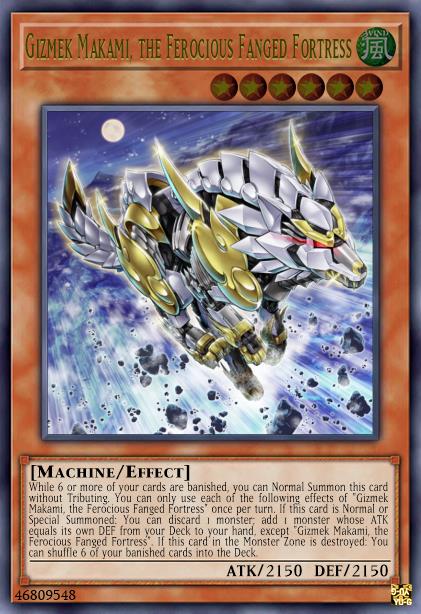 Gizmek Makami, the Ferocious Fanged Fortress
WIND
風
[Machine/Effect]
While 6 or more of your cards are banished, you can Normal Summon this card
without Tributing. You can only use each of the following effects of "Gizmek
Makami, the Ferocious Fanged Fortress" once per turn. If this card is Normal or
Special Summoned: You can discard 1 monster; add 1 monster whose ATK
equals its own DEF from your Deck to your hand, except "Gizmek Makami, the
Ferocious Fanged Fortress". If this card in the Monster Zone is destroyed: You
can shuffle 6 of your banished cards into the Deck.
ATK/2150 DEF/2150
46809548